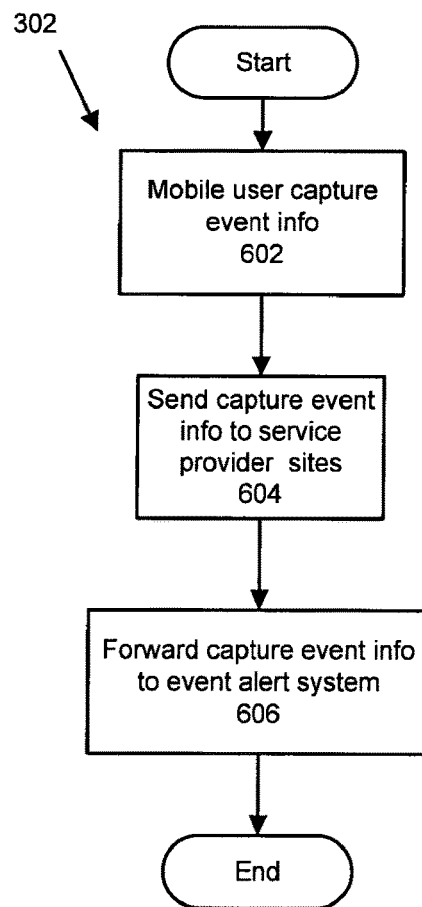 302
Start
Mobile user capture
event info
602
Send capture event
info to service
provider sites
604
Forward capture event info
to event alert system
606
End